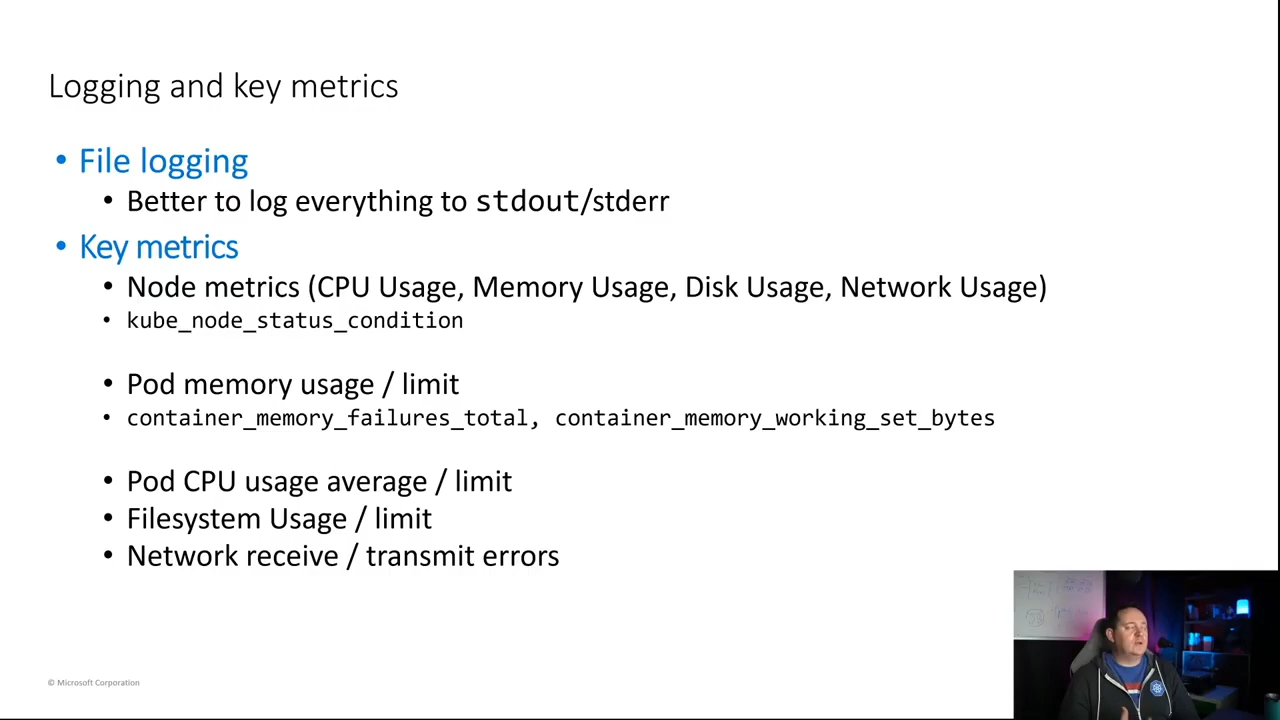 Logging and key metrics
• File logging
• Better to log everything to stdout/stderr
• Key metrics
• Node metrics (CPU Usage, Memory Usage, Disk Usage, Network Usage)
• kube_node_status_condition
• Pod memory usage / limit
• container_memory_failures_total, container_memory_working_set_bytes
• Pod CPU usage average / limit
• Filesystem Usage / limit
• Network receive / transmit errors
© Microsoft Corporation